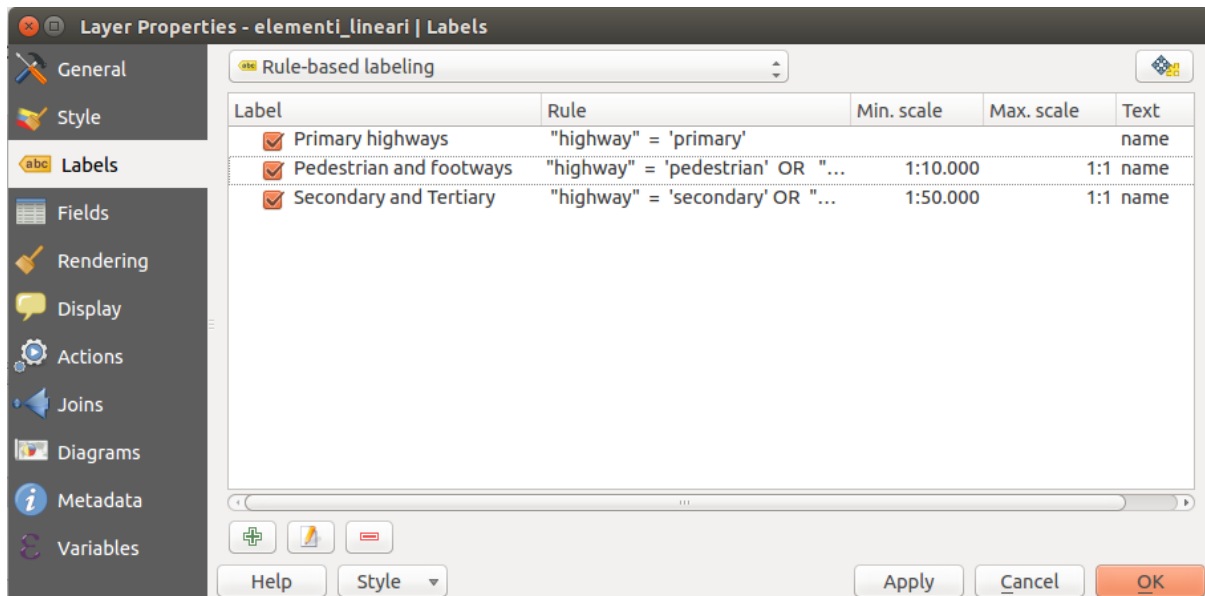 Layer Properties - elementi_lineari | Labels
General
Style
abc Labels
Fields
Rendering
Display
Actions
Joins
Diagrams
Metadata
Variables
abc Rule-based labeling
Label Rule Min. scale Max. scale Text
Primary highways "highway" = 'primary' name
Pedestrian and footways "highway" = 'pedestrian' OR "... 1:10.000 1:1 name
Secondary and Tertiary "highway" = 'secondary' OR "... 1:50.000 1:1 name
Help Style Apply Cancel OK